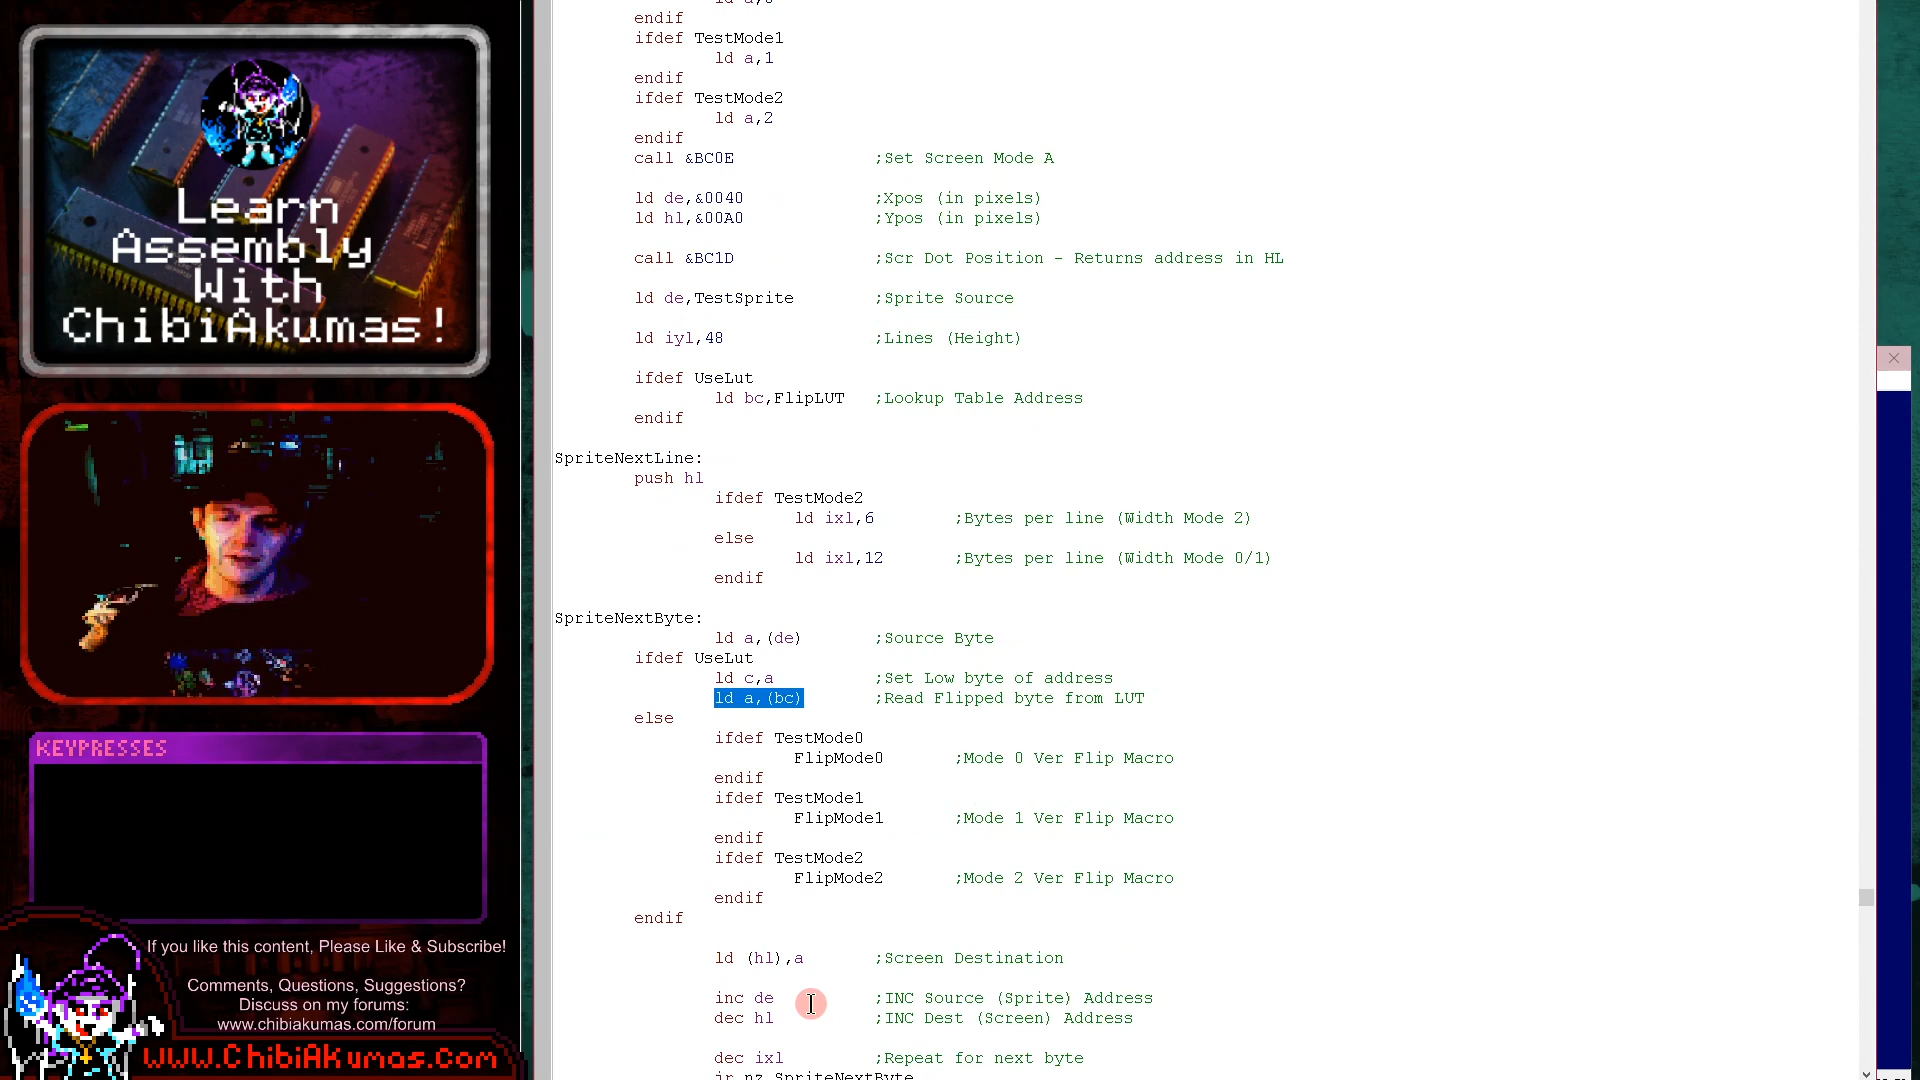 Learn
Assembly
With
ChibiAkumas!
KEYPRESSES
If you like this content, Please Like & Subscribe!
Comments, Questions, Suggestions?
Discuss on my forums:
www.chibiakumas.com/forum
www.ChibiAkumas.com
endif
ifdef TestMode1
ld a,1
endif
ifdef TestMode2
ld a,2
endif
call &BC0E ;Set Screen Mode A
ld de,&0040 ;Xpos (in pixels)
ld hl,&00A0 ;Ypos (in pixels)
call &BC1D ;Scr Dot Position - Returns address in HL
ld de,TestSprite ;Sprite Source
ld iyl,48 ;Lines (Height)
ifdef UseLut
ld bc,FlipLUT ;Lookup Table Address
endif
SpriteNextLine:
push hl
ifdef TestMode2
ld ixl,6 ;Bytes per line (Width Mode 2)
else
ld ixl,12 ;Bytes per line (Width Mode 0/1)
endif
SpriteNextByte:
ld a,(de) ;Source Byte
ifdef UseLut
ld c,a ;Set Low byte of address
ld a,(bc) ;Read Flipped byte from LUT
else
ifdef TestMode0
FlipMode0 ;Mode 0 Ver Flip Macro
endif
ifdef TestMode1
FlipMode1 ;Mode 1 Ver Flip Macro
endif
ifdef TestMode2
FlipMode2 ;Mode 2 Ver Flip Macro
endif
endif
ld (hl),a ;Screen Destination
inc de ;INC Source (Sprite) Address
dec hl ;INC Dest (Screen) Address
dec ixl ;Repeat for next byte
jr nz SpriteNextByte